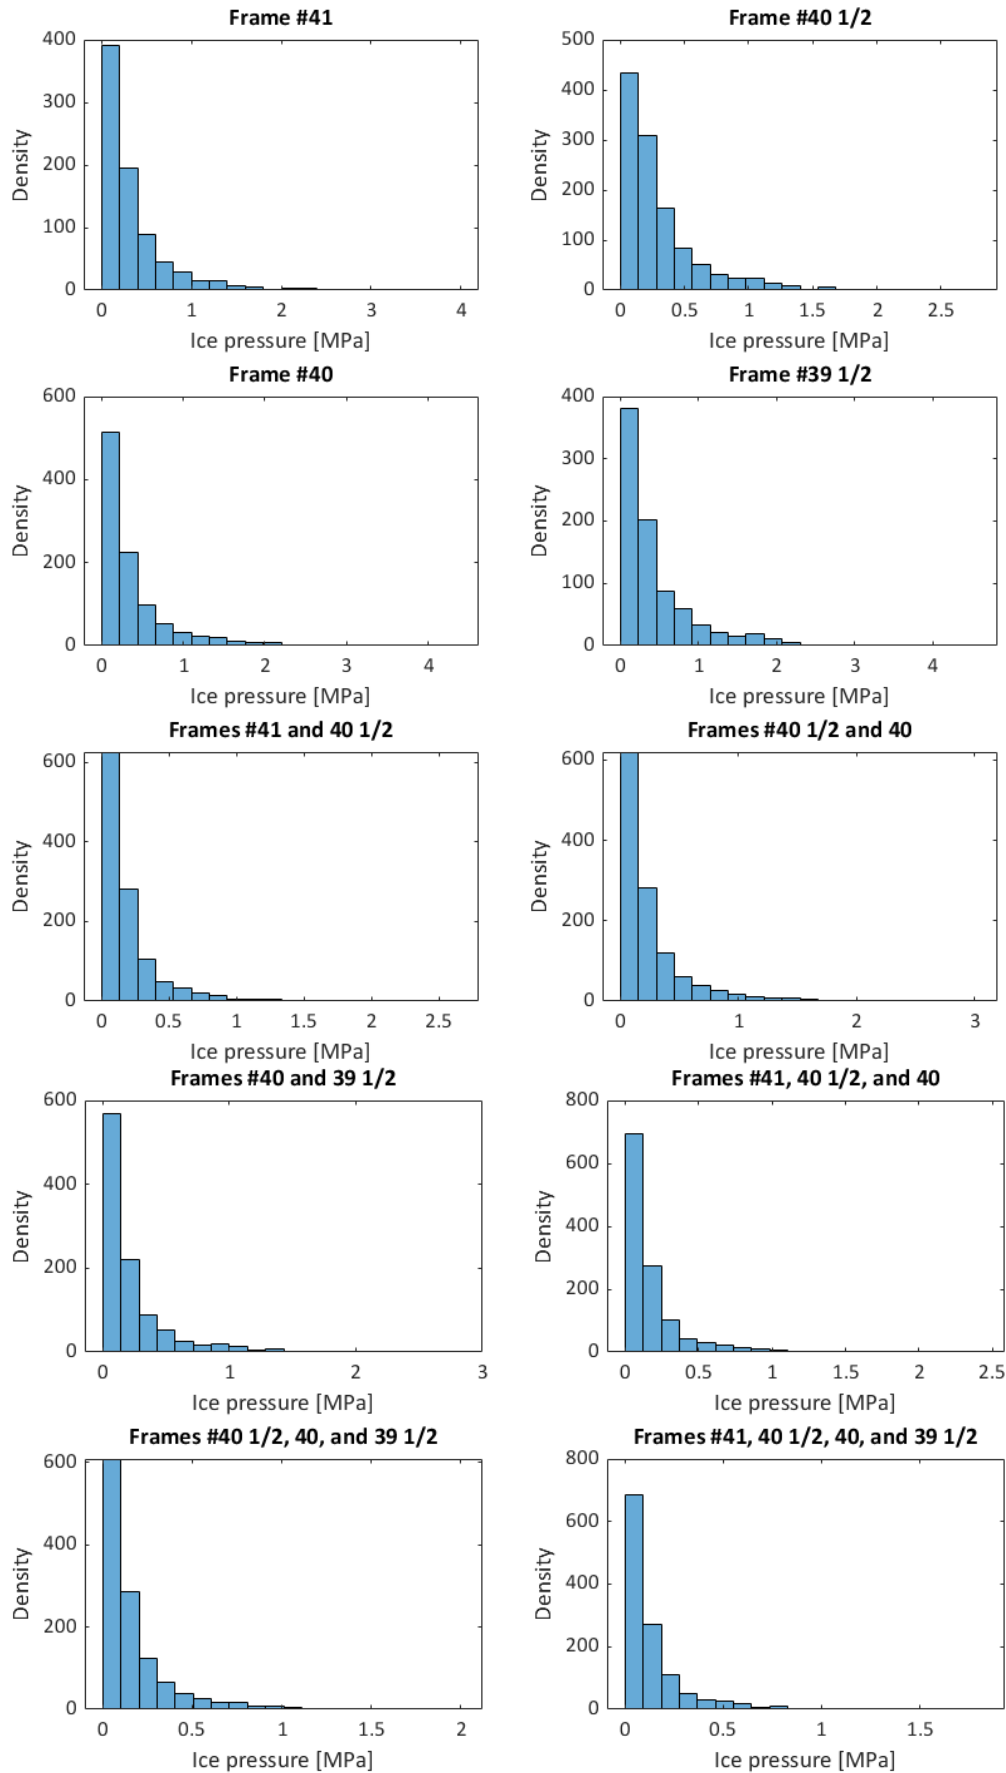 Frame #41
400
300
200
100
0
Density
0 1 2 3 4
Ice pressure [MPa]
Frame #40 1/2
500
400
300
200
100
0
Density
0 0.5 1 1.5 2 2.5
Ice pressure [MPa]
Frame #40
600
400
200
0
Density
0 1 2 3 4
Ice pressure [MPa]
Frame #39 1/2
400
300
200
100
0
Density
0 1 2 3 4
Ice pressure [MPa]
Frames #41 and 40 1/2
600
400
200
0
Density
0 0.5 1 1.5 2 2.5
Ice pressure [MPa]
Frames #40 1/2 and 40
600
400
200
0
Density
0 1 2 3
Ice pressure [MPa]
Frames #40 and 39 1/2
600
400
200
0
Density
0 1 2 3
Ice pressure [MPa]
Frames #41, 40 1/2, and 40
800
600
400
200
0
Density
0 0.5 1 1.5 2 2.5
Ice pressure [MPa]
Frames #40 1/2, 40, and 39 1/2
600
400
200
0
Density
0 0.5 1 1.5 2
Ice pressure [MPa]
Frames #41, 40 1/2, 40, and 39 1/2
800
600
400
200
0
Density
0 0.5 1 1.5
Ice pressure [MPa]